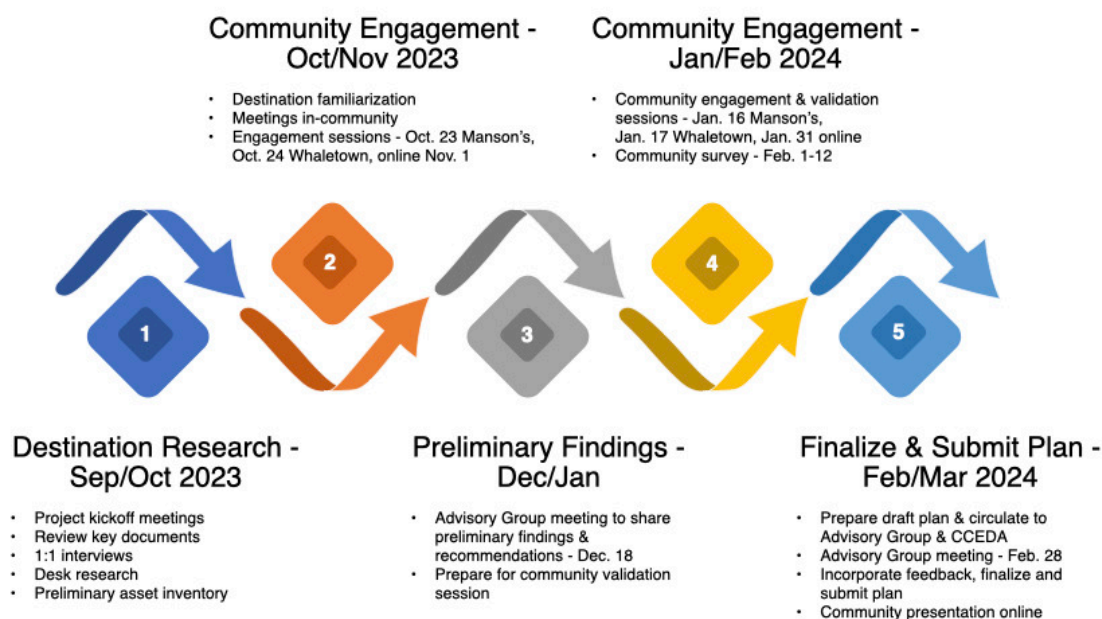 Community Engagement -
Oct/Nov 2023
• Destination familiarization
• Meetings in-community
• Engagement sessions - Oct. 23 Manson's,
Oct. 24 Whaletown, online Nov. 1
Community Engagement -
Jan/Feb 2024
• Community engagement & validation
sessions - Jan. 16 Manson's,
Jan. 17 Whaletown, Jan. 31 online
• Community survey - Feb. 1-12
1
2
3
4
5
Destination Research -
Sep/Oct 2023
• Project kickoff meetings
• Review key documents
• 1:1 interviews
• Desk research
• Preliminary asset inventory
Preliminary Findings -
Dec/Jan
• Advisory Group meeting to share
preliminary findings &
recommendations - Dec. 18
• Prepare for community validation
session
Finalize & Submit Plan -
Feb/Mar 2024
• Prepare draft plan & circulate to
Advisory Group & CCEDA
• Advisory Group meeting - Feb. 28
• Incorporate feedback, finalize and
submit plan
• Community presentation online